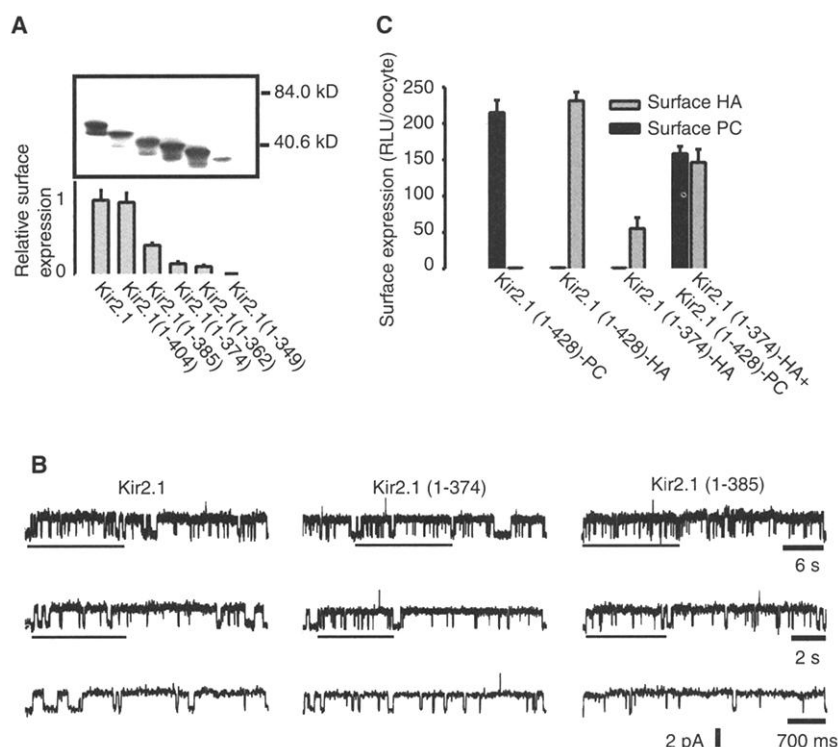 A
84.0 kD
40.6 kD
Relative surface
expression
1
0
Kir2.1
Kir2.1(1-404)
Kir2.1(1-385)
Kir2.1(1-374)
Kir2.1(1-362)
Kir2.1(1-349)
C
Surface expression (RLU/oocyte)
250
200
150
100
50
0
Surface HA
Surface PC
Kir2.1 (1-428)-PC
Kir2.1 (1-428)-HA
Kir2.1 (1-374)-HA
Kir2.1 (1-374)-HA+
Kir2.1 (1-428)-PC
B
Kir2.1
Kir2.1 (1-374)
Kir2.1 (1-385)
6 s
2 s
2 pA
700 ms